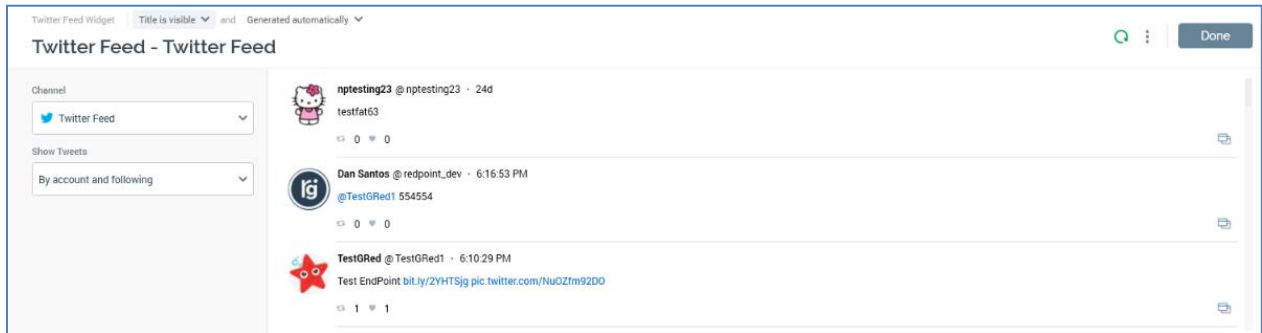 Twitter Feed Widget Title is visible and Generated automatically
Twitter Feed - Twitter Feed
Done
Channel
Twitter Feed
Show Tweets
By account and following
nptesting23 @nptesting23 · 24d
testfat63
0 0
rg
Dan Santos @redpoint_dev · 6:16:53 PM
@TestGRed1 554554
0 0
TestGRed @TestGRed1 · 6:10:29 PM
Test EndPoint bit.ly/2YHTSjg pic.twitter.com/NuOZfm92DO
1 1